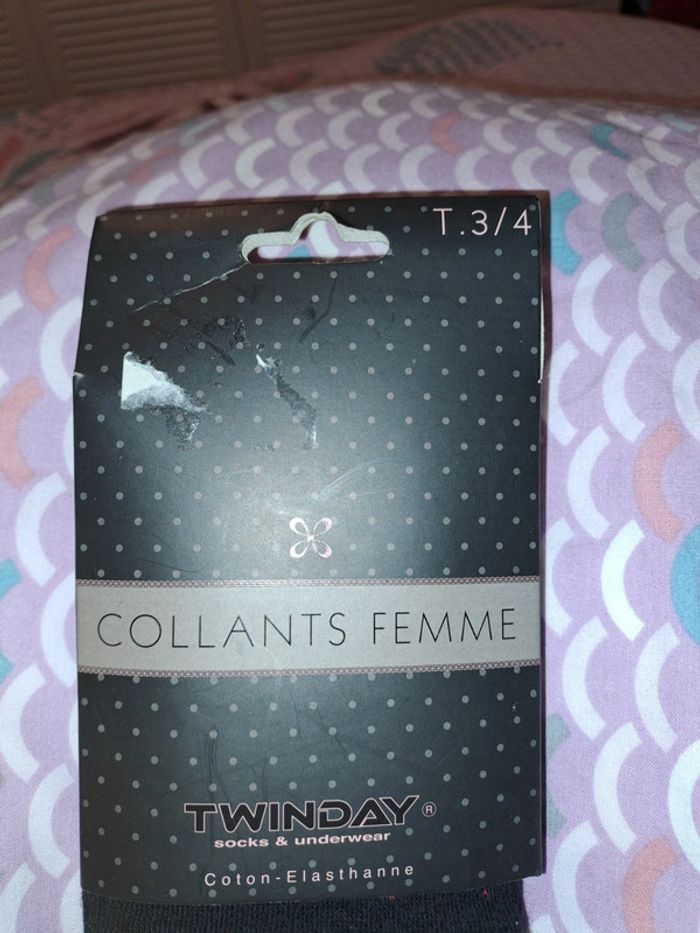 T.3/4
COLLANTS FEMME
TWINDAY®
socks & underwear
Coton-Elasthanne